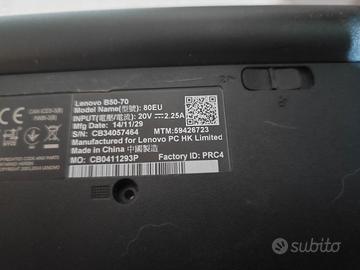 Lenovo B50-70
Model Name(型號): 80EU
INPUT(電壓/電流): 20V ⎓ 2.25A
Mfg Date: 14/11/29
S/N: CB34057464 MTM:59426723
Manufactured for Lenovo PC HK Limited
Made in China 中國製造
MO: CB0411293P Factory ID: PRC4
subito